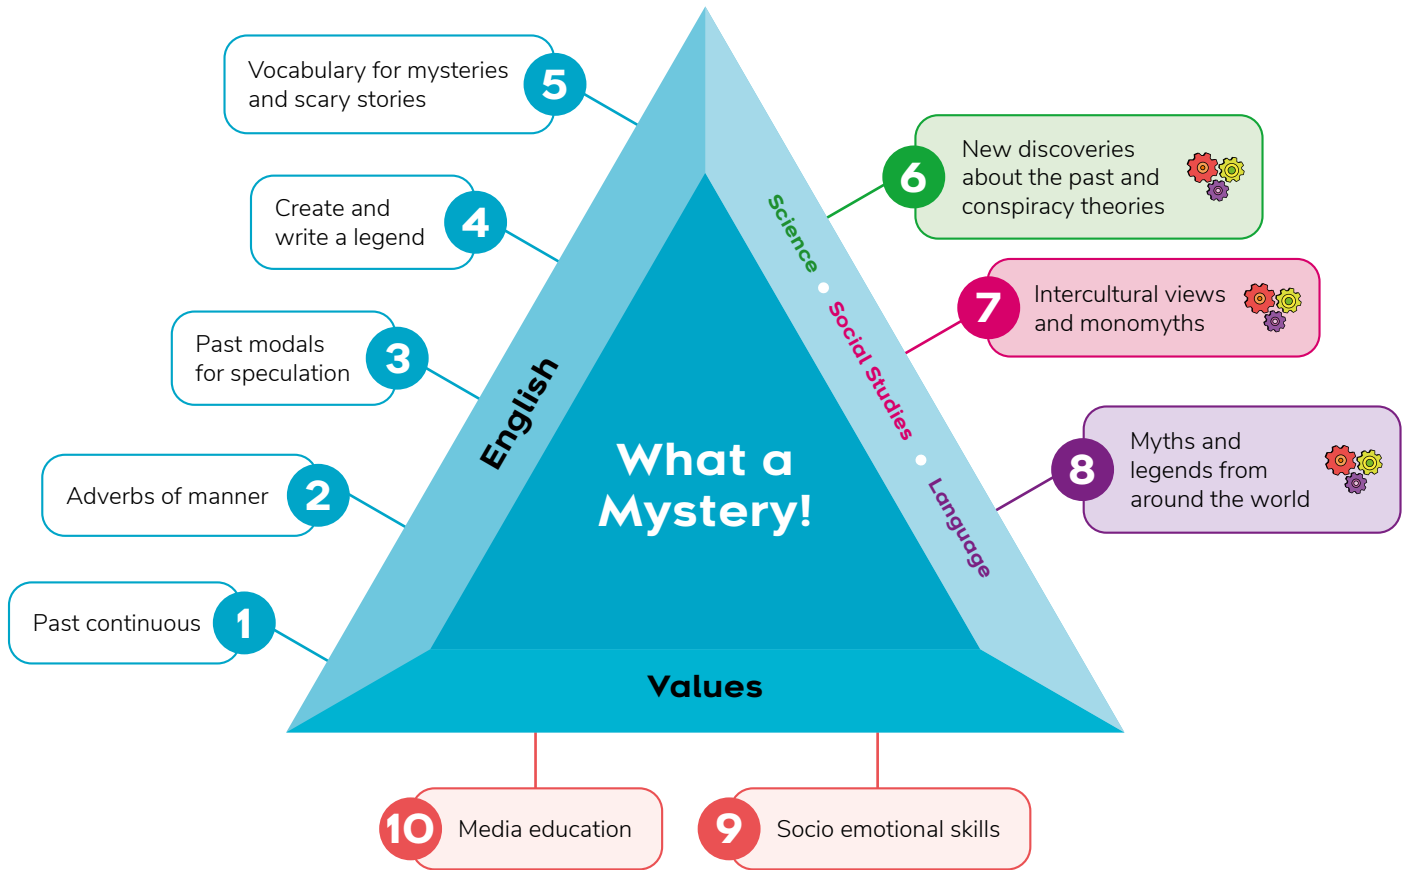 5
Vocabulary for mysteries
and scary stories
4
Create and
write a legend
3
Past modals
for speculation
2
Adverbs of manner
1
Past continuous
English
What a
Mystery!
Science • Social Studies • Language
6
New discoveries
about the past and
conspiracy theories
7
Intercultural views
and monomyths
8
Myths and
legends from
around the world
Values
10
Media education
9
Socio emotional skills